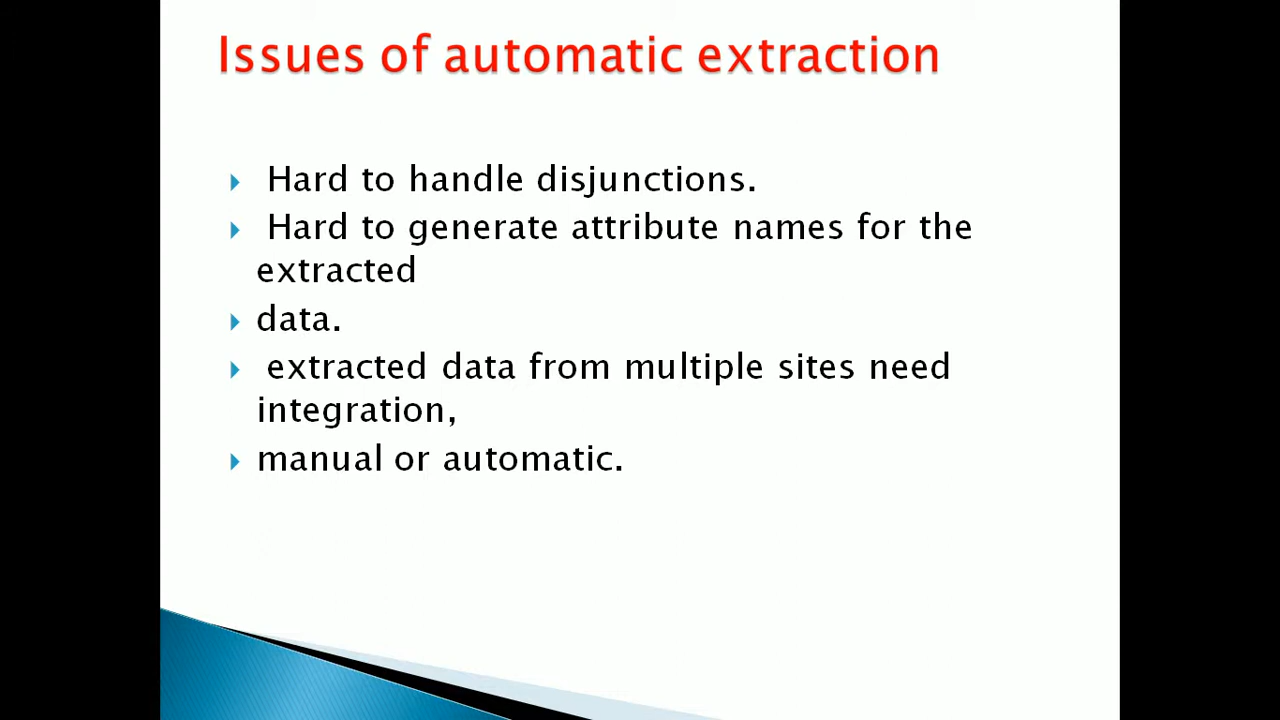 Issues of automatic extraction
Hard to handle disjunctions.
Hard to generate attribute names for the
extracted
data.
extracted data from multiple sites need
integration,
manual or automatic.